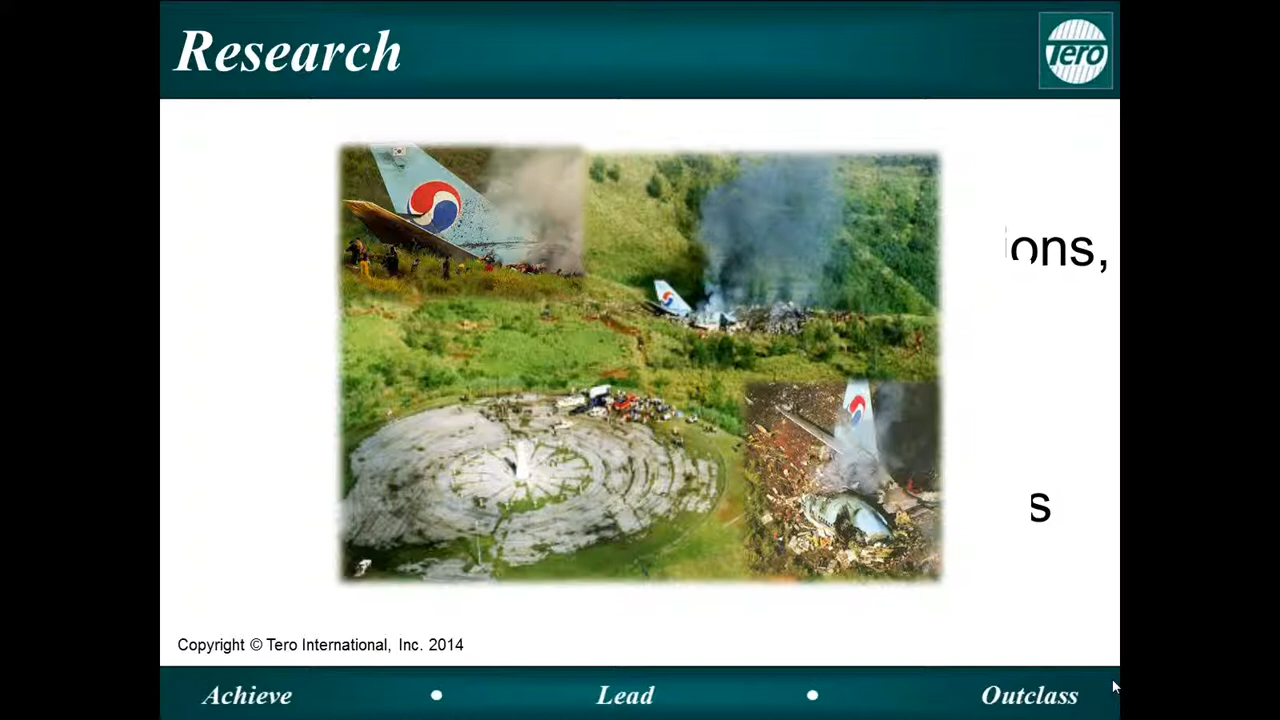 Research
Tero
ons,
s
Copyright © Tero International, Inc. 2014
Achieve • Lead • Outclass